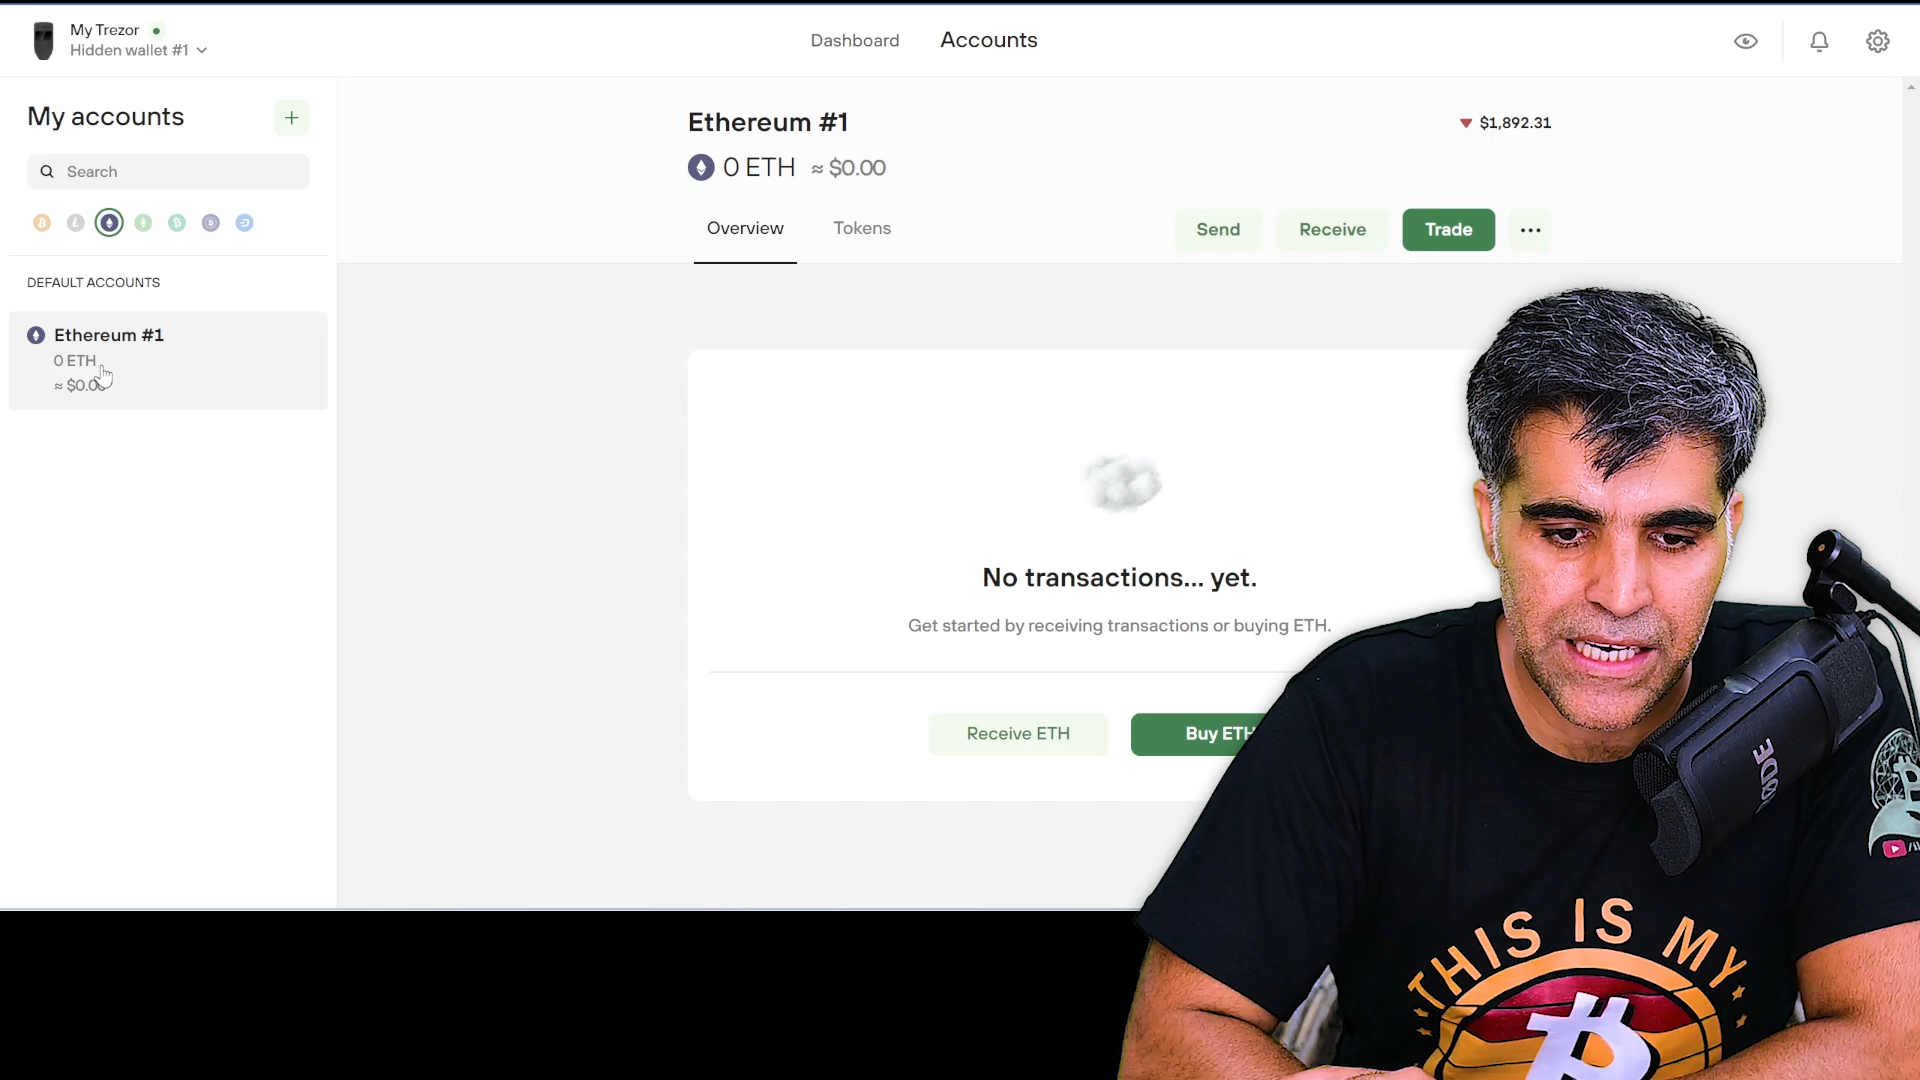 My Trezor
Hidden wallet #1
Dashboard
Accounts
My accounts
+
Search
DEFAULT ACCOUNTS
Ethereum #1
0 ETH
≈ $0.00
Ethereum #1
$1,892.31
0 ETH ≈ $0.00
Overview
Tokens
Send
Receive
Trade
No transactions... yet.
Get started by receiving transactions or buying ETH.
Receive ETH
Buy ETH
RODE
THIS IS MY